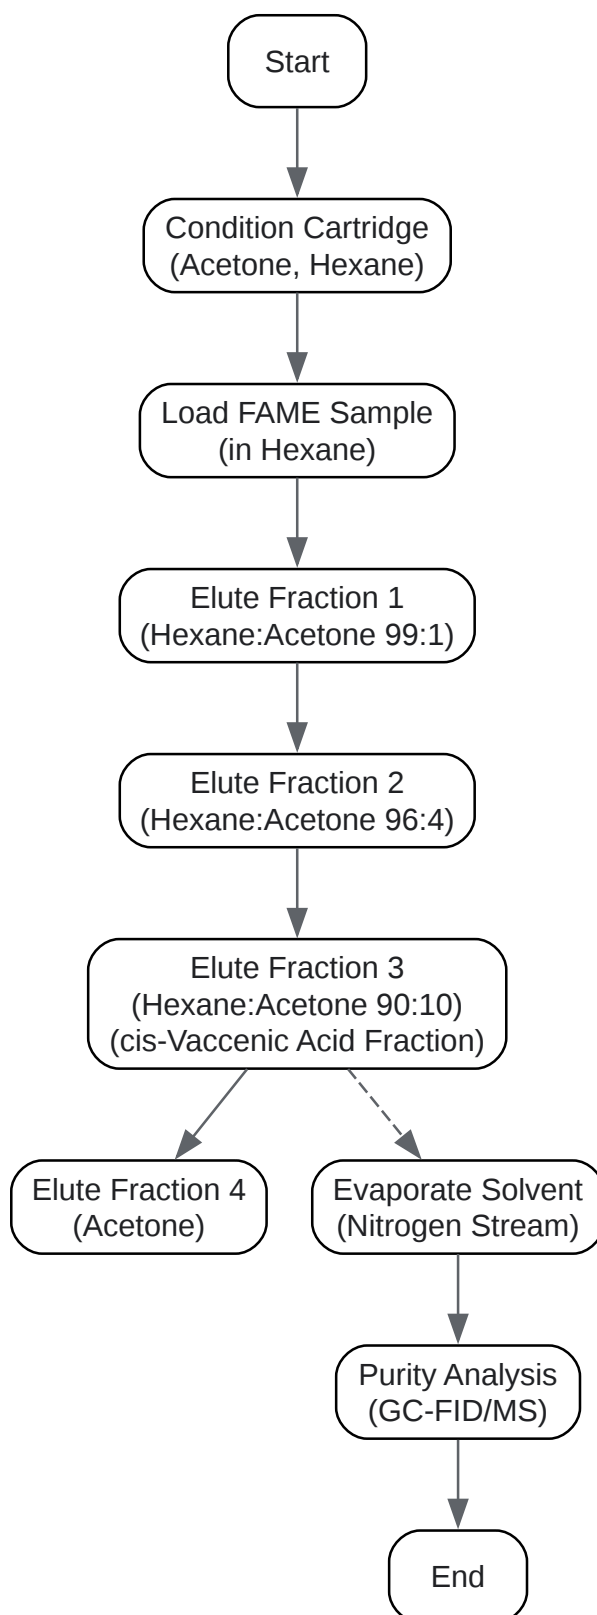 Start
Condition Cartridge
(Acetone, Hexane)
Load FAME Sample
(in Hexane)
Elute Fraction 1
(Hexane:Acetone 99:1)
Elute Fraction 2
(Hexane:Acetone 96:4)
Elute Fraction 3
(Hexane:Acetone 90:10)
(cis-Vaccenic Acid Fraction)
Elute Fraction 4
(Acetone)
Evaporate Solvent
(Nitrogen Stream)
Purity Analysis
(GC-FID/MS)
End